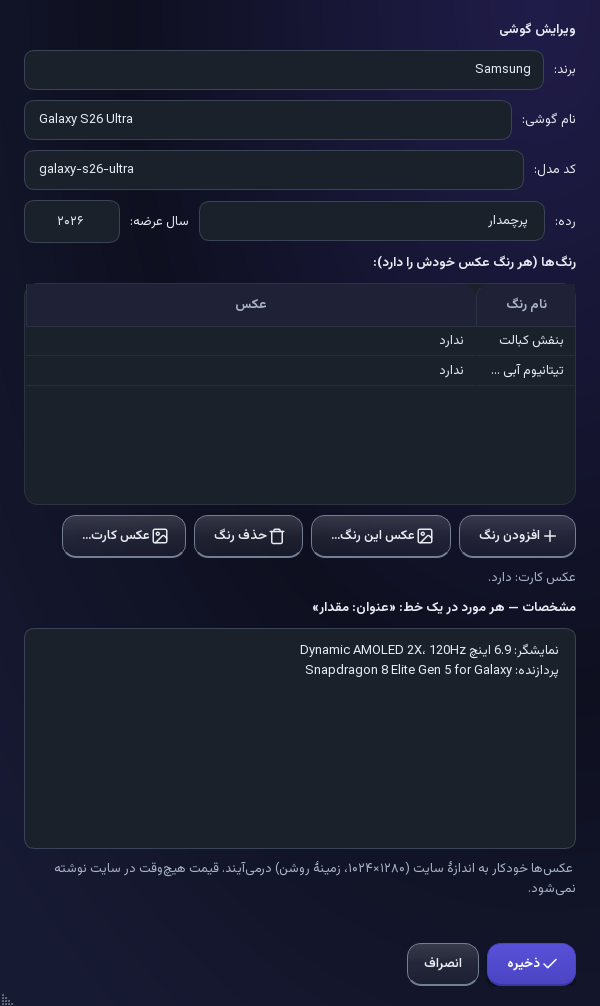 ویرایش گوشی
برند: Samsung
نام گوشی: Galaxy S26 Ultra
کد مدل: galaxy-s26-ultra
رده: پرچمدار سال عرضه: ۲۰۲۶
رنگ‌ها (هر رنگ عکس خودش را دارد):
نام رنگ عکس
بنفش کبالت ندارد
تیتانیوم آبی ... ندارد
افزودن رنگ عکس این رنگ... حذف رنگ عکس کارت...
عکس کارت: دارد.
مشخصات — هر مورد در یک خط: «عنوان: مقدار»
نمایشگر: 6.9 اینچ Dynamic AMOLED 2X، 120Hz
پردازنده: Snapdragon 8 Elite Gen 5 for Galaxy
عکس‌ها خودکار به اندازهٔ سایت (۱۲۸۰×۱۰۲۴، زمینهٔ روشن) درمی‌آیند. قیمت هیچ‌وقت در سایت نوشته
نمی‌شود.
ذخیره انصراف